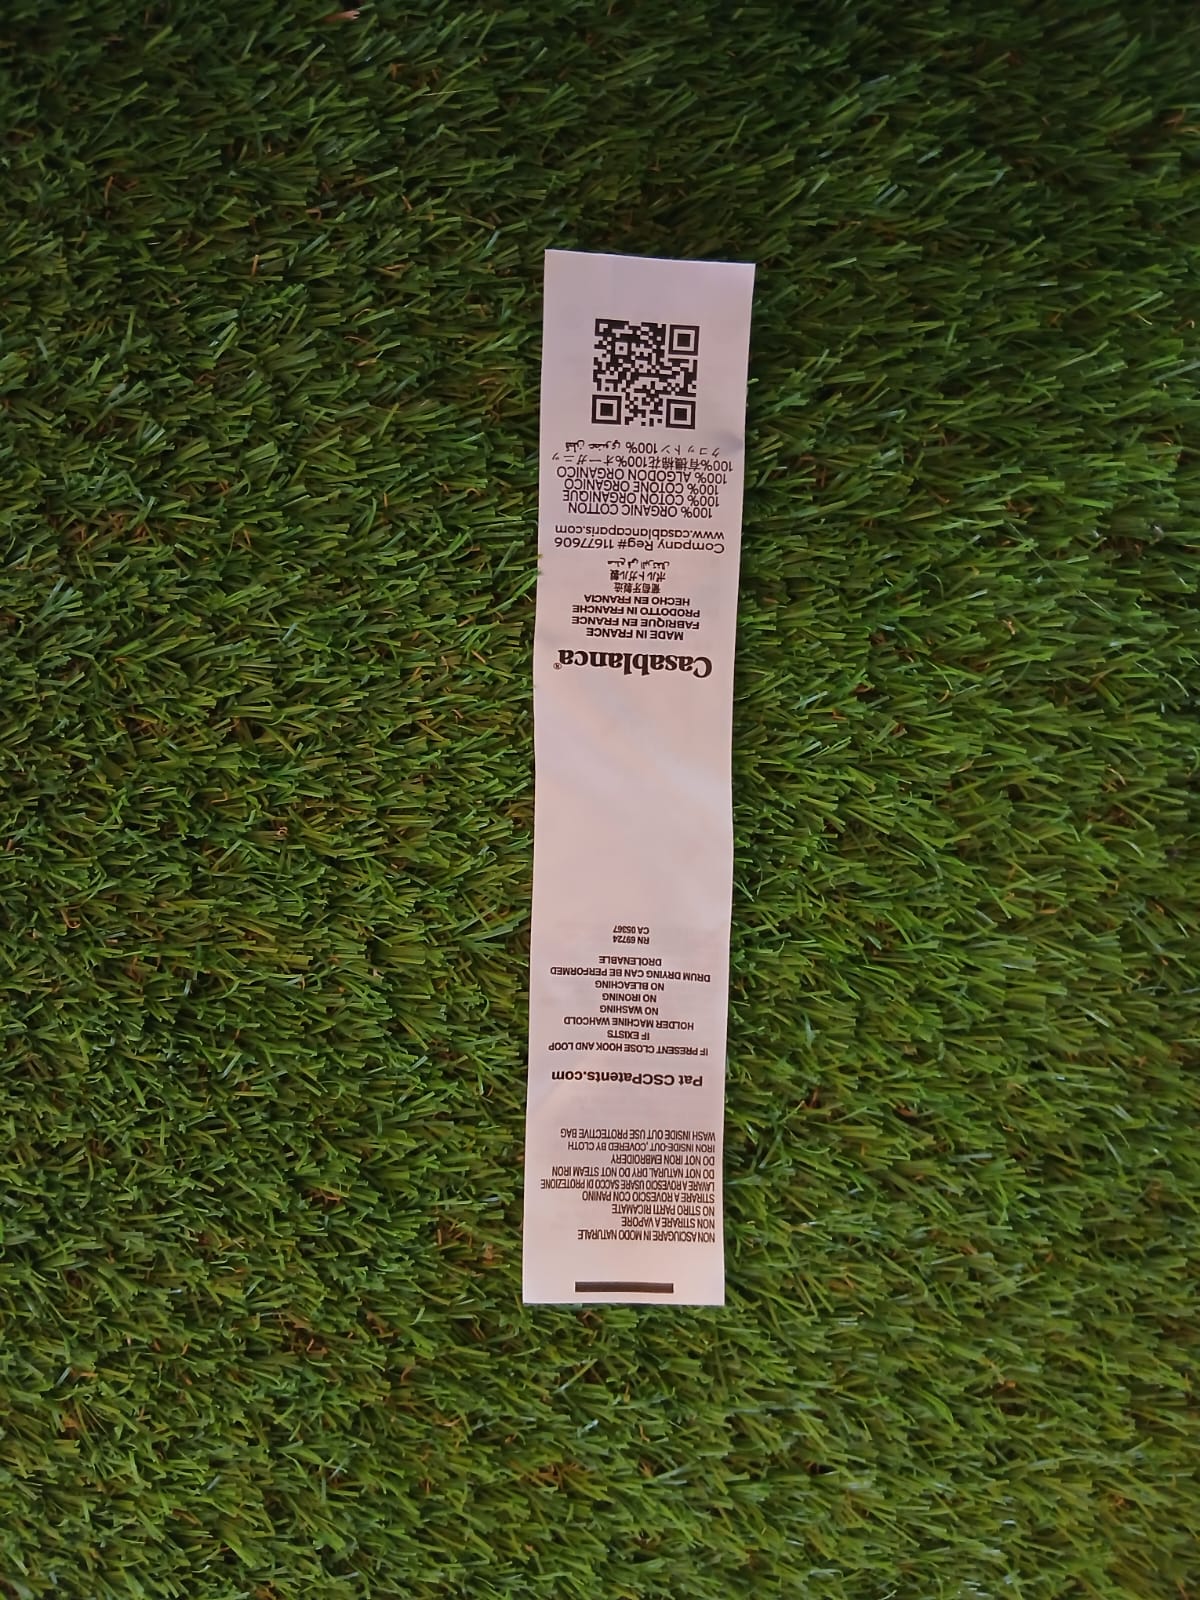 NON ASCIUGARE IN MODO NATURALE
NON STIRARE A VAPORE
NO STIRO PARTI RICAMATE
STIRARE A ROVESCIO CON PANINO
LAVARE A ROVESCIO USARE SACCO DI PROTEZIONE
DO NOT NATURAL DRY DO NOT STEAM IRON
DO NOT IRON EMBROIDERY
IRON INSIDE-OUT ,COVERED BY CLOTH
WASH INSIDE OUT USE PROTECTIVE BAG
Pat CSCPatents.com
IF PRESENT CLOSE HOOK AND LOOP
IF EXISTS
HOLDER MACHINE WAHCOLD
NO WASHING
NO IRONING
NO BLEACHING
DRUM DRYING CAN BE PERFORMED
DROLENABLE
RN 69724
CA 05367
Casablanca®
MADE IN FRANCE
FABRIQUE EN FRANCE
PRODOTTO IN FRANCHE
HECHO EN FRANCIA
葡萄牙製造
ポルトガル製
صنع في البرتغال
Company Reg# 11677606
www.casablancaparis.com
100% ORGANIC COTTON
100% COTON ORGANIQUE
100% COTONE ORGANICO
100% ALGODON ORGANICO
100%有機棉花100%オーガニッ
クコットン100% قطن عضوي